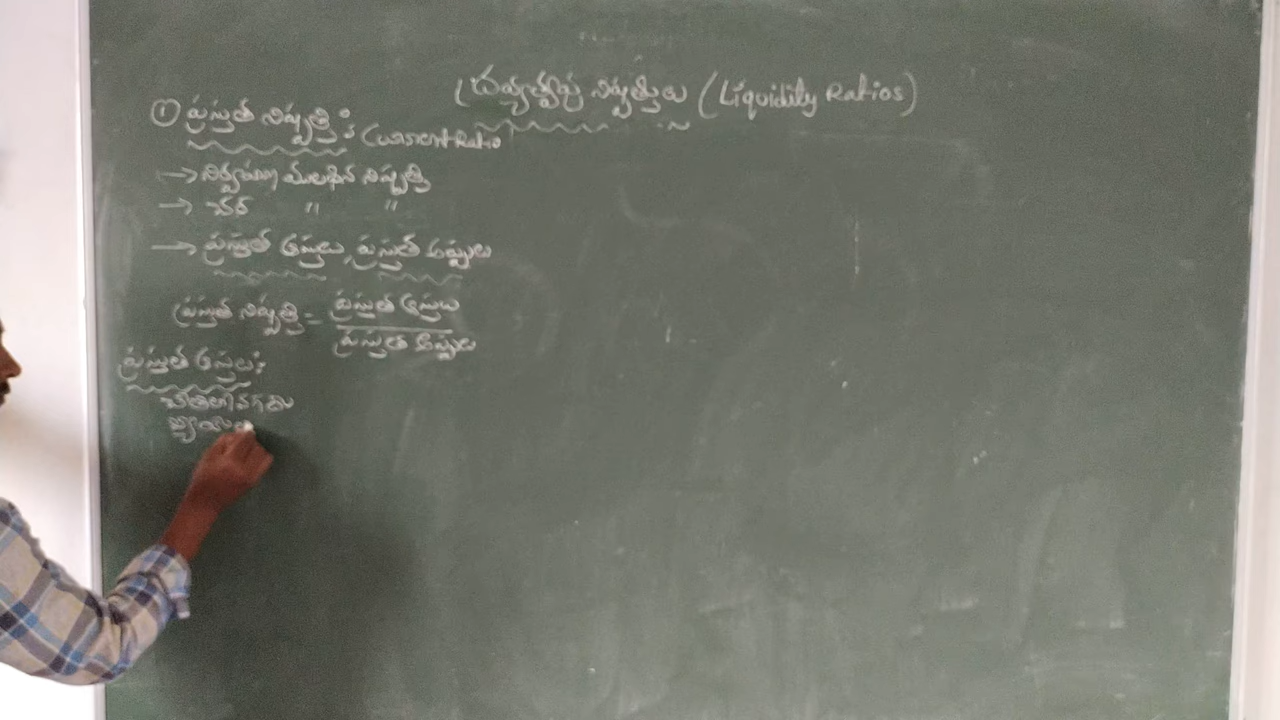 ద్రవ్యత్వపు నిష్పత్తులు (Liquidity Ratios)
① ప్రస్తుత నిష్పత్తి : Current Ratio
→ నిర్వహణ మూలధన నిష్పత్తి
→ " "
→ ప్రస్తుత ఆస్తులు, ప్రస్తుత అప్పులు
ప్రస్తుత నిష్పత్తి = ప్రస్తుత ఆస్తులు
ప్రస్తుత అప్పులు
ప్రస్తుత ఆస్తులు:
చేతిలో నగదు